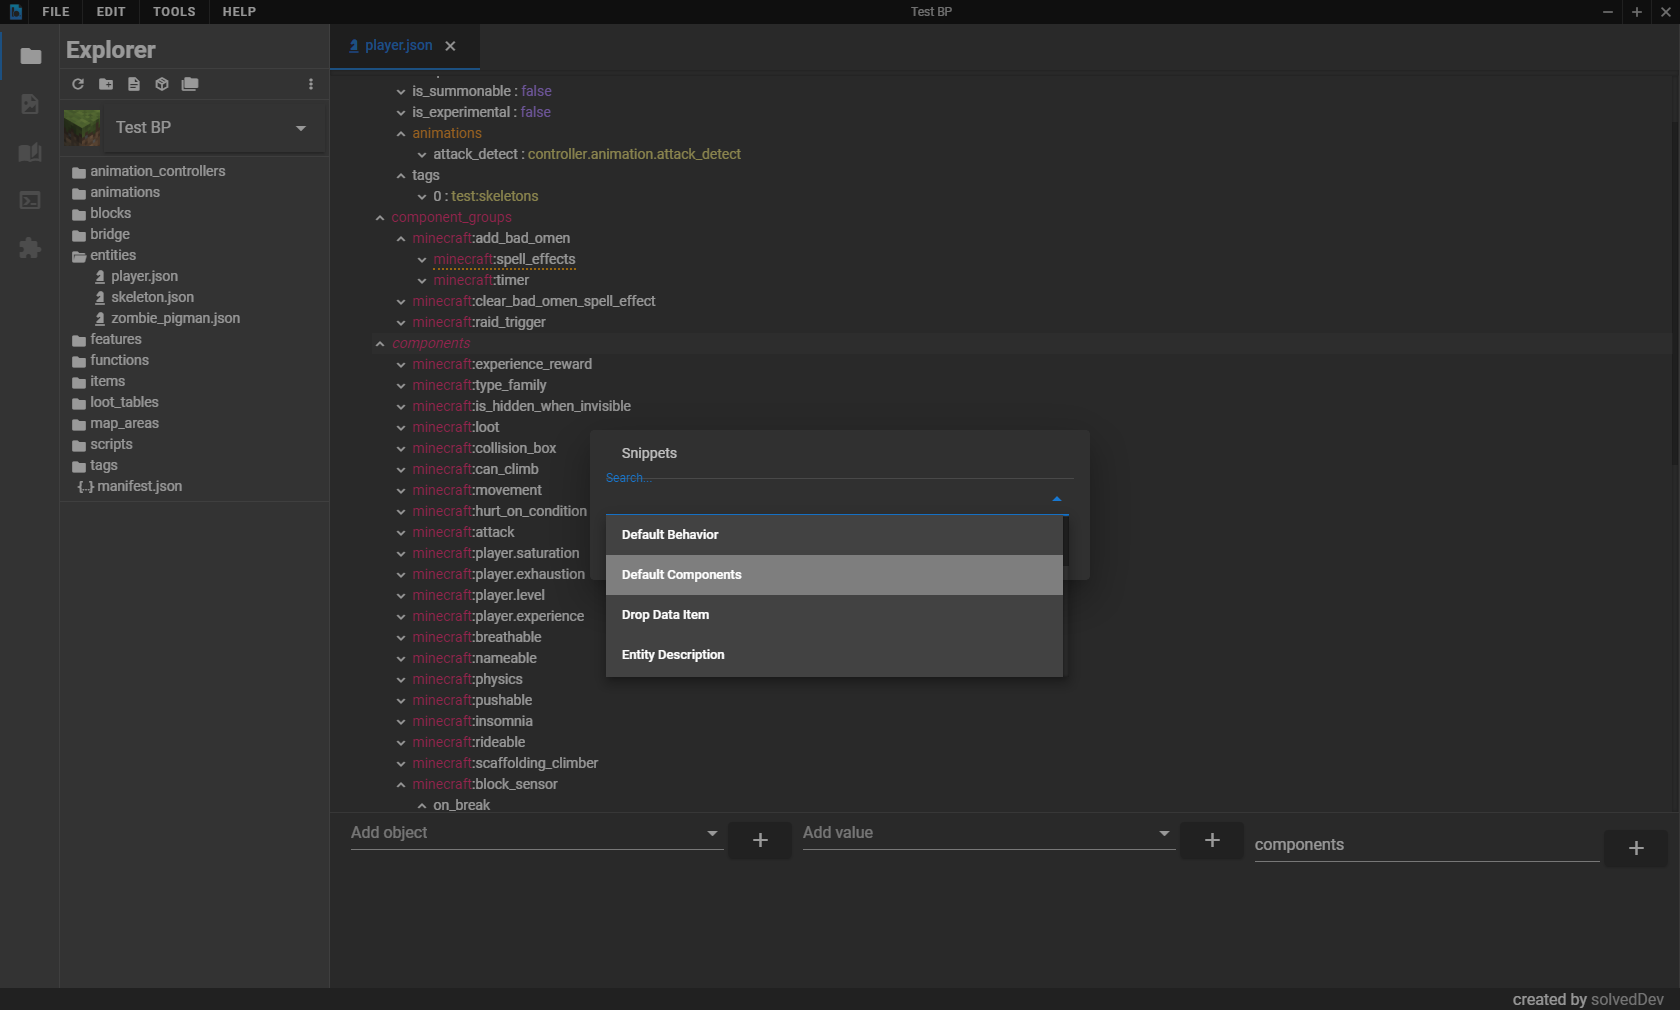 FILE EDIT TOOLS HELP
Test BP
Explorer
player.json
Test BP
animation_controllers
animations
blocks
bridge
entities
player.json
skeleton.json
zombie_pigman.json
features
functions
items
loot_tables
map_areas
scripts
tags
{..} manifest.json
is_summonable : false
is_experimental : false
animations
attack_detect : controller.animation.attack_detect
tags
0 : test:skeletons
component_groups
minecraft:add_bad_omen
minecraft:spell_effects
minecraft:timer
minecraft:clear_bad_omen_spell_effect
minecraft:raid_trigger
components
minecraft:experience_reward
minecraft:type_family
minecraft:is_hidden_when_invisible
minecraft:loot
minecraft:collision_box
minecraft:can_climb
minecraft:movement
minecraft:hurt_on_condition
minecraft:attack
minecraft:player.saturation
minecraft:player.exhaustion
minecraft:player.level
minecraft:player.experience
minecraft:breathable
minecraft:nameable
minecraft:physics
minecraft:pushable
minecraft:insomnia
minecraft:rideable
minecraft:scaffolding_climber
minecraft:block_sensor
on_break
Snippets
Search...
Default Behavior
Default Components
Drop Data Item
Entity Description
Add object
Add value
components
created by solvedDev